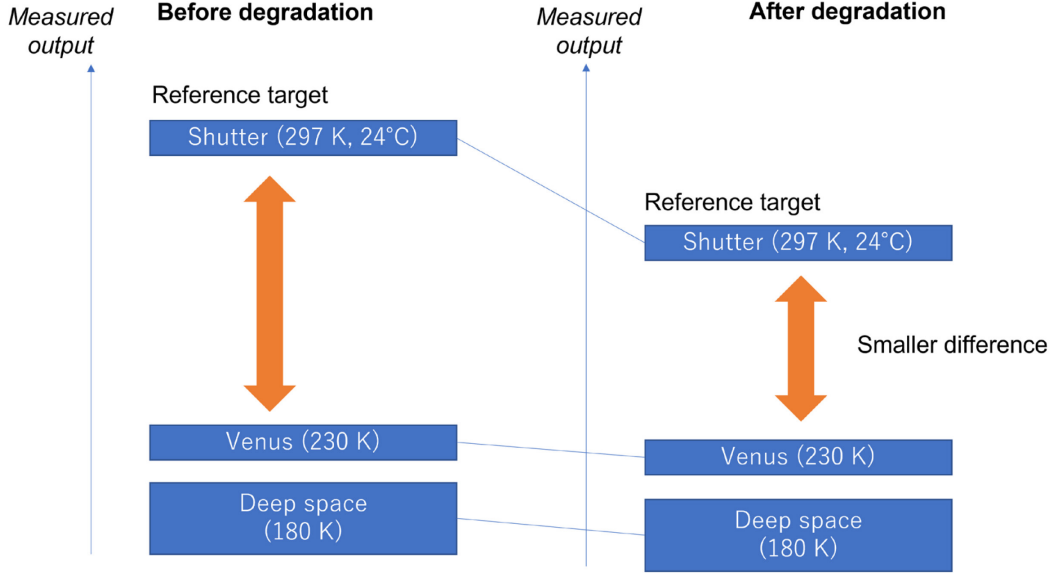 Measured
output
Before degradation
Reference target
Shutter (297 K, 24°C)
Venus (230 K)
Deep space
(180 K)
Measured
output
After degradation
Reference target
Shutter (297 K, 24°C)
Smaller difference
Venus (230 K)
Deep space
(180 K)